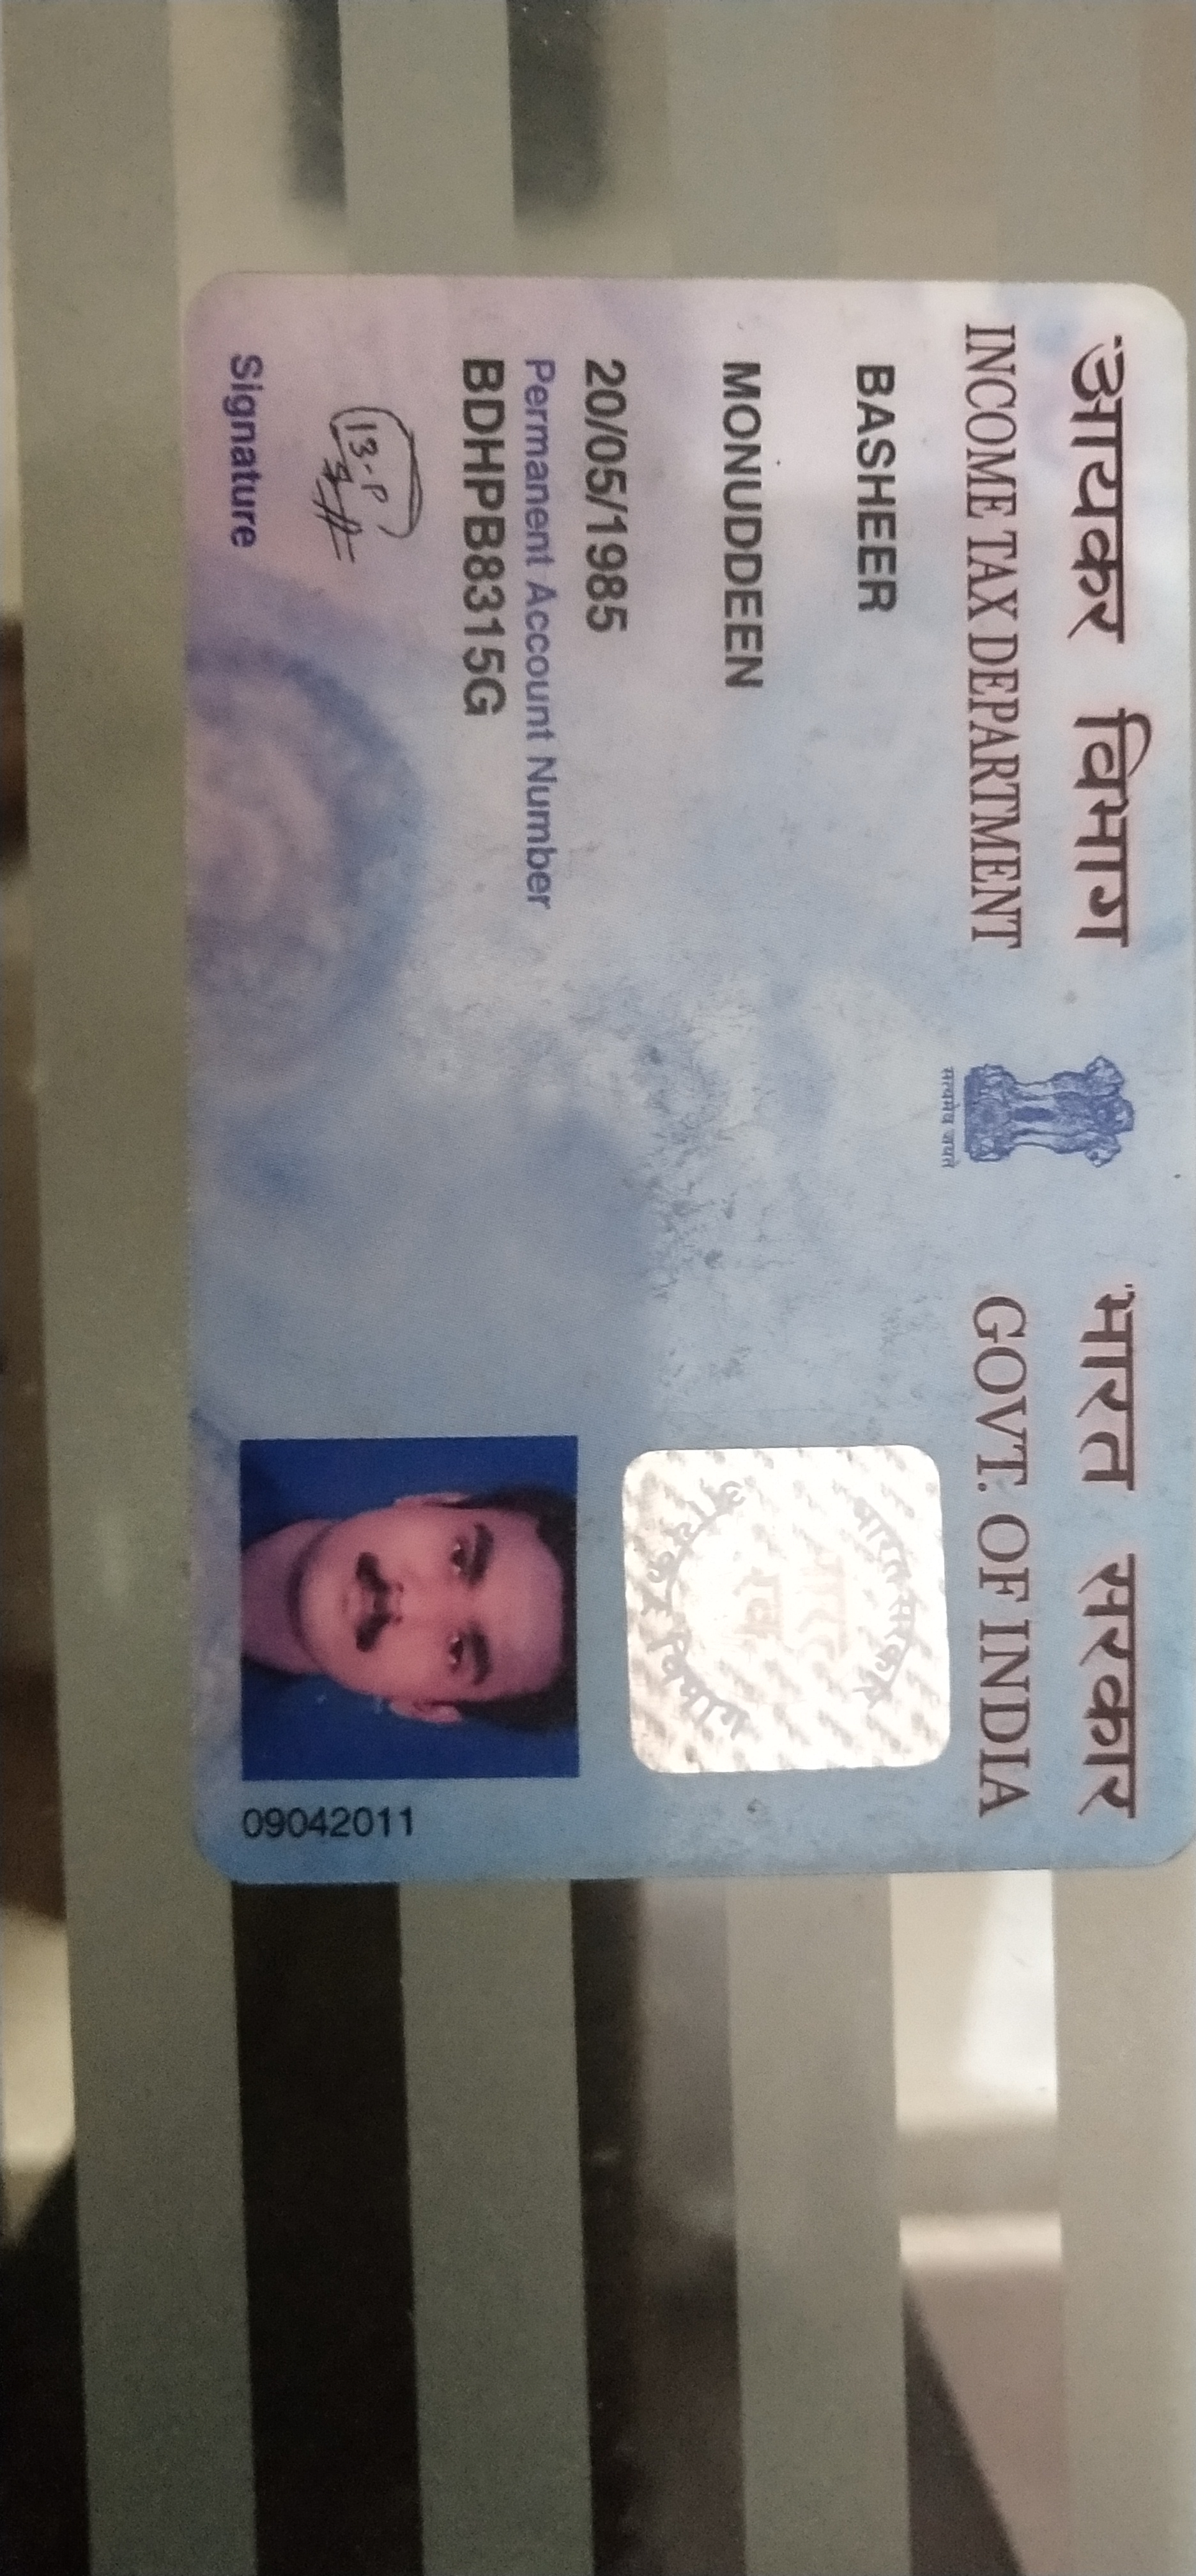 आयकर विभाग
INCOME TAX DEPARTMENT
भारत सरकार
GOVT. OF INDIA
सत्यमेव जयते
BASHEER
MONUDDEEN
20/05/1985
Permanent Account Number
BDHPB8315G
Signature
09042011